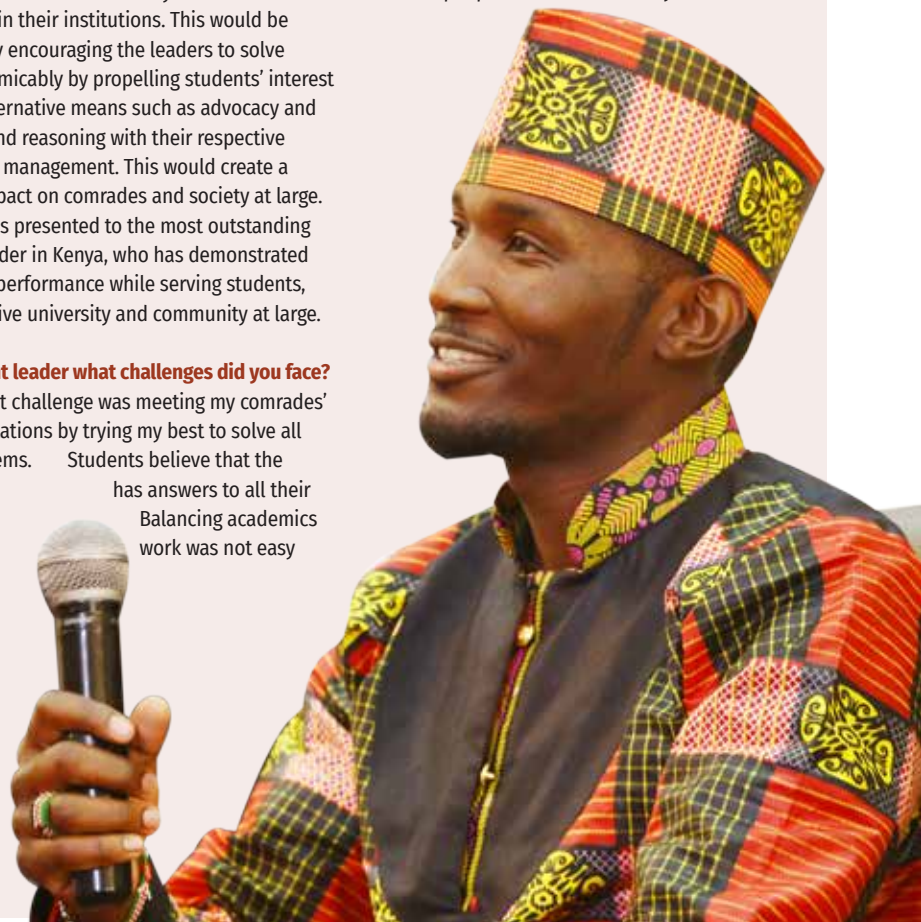 in their institutions. This would be
encouraging the leaders to solve
micably by propelling students' interest
ernative means such as advocacy and
nd reasoning with their respective
management. This would create a
pact on comrades and society at large.
s presented to the most outstanding
der in Kenya, who has demonstrated
performance while serving students,
ive university and community at large.
t leader what challenges did you face?
t challenge was meeting my comrades'
ations by trying my best to solve all
ems. Students believe that the
has answers to all their
Balancing academics
work was not easy